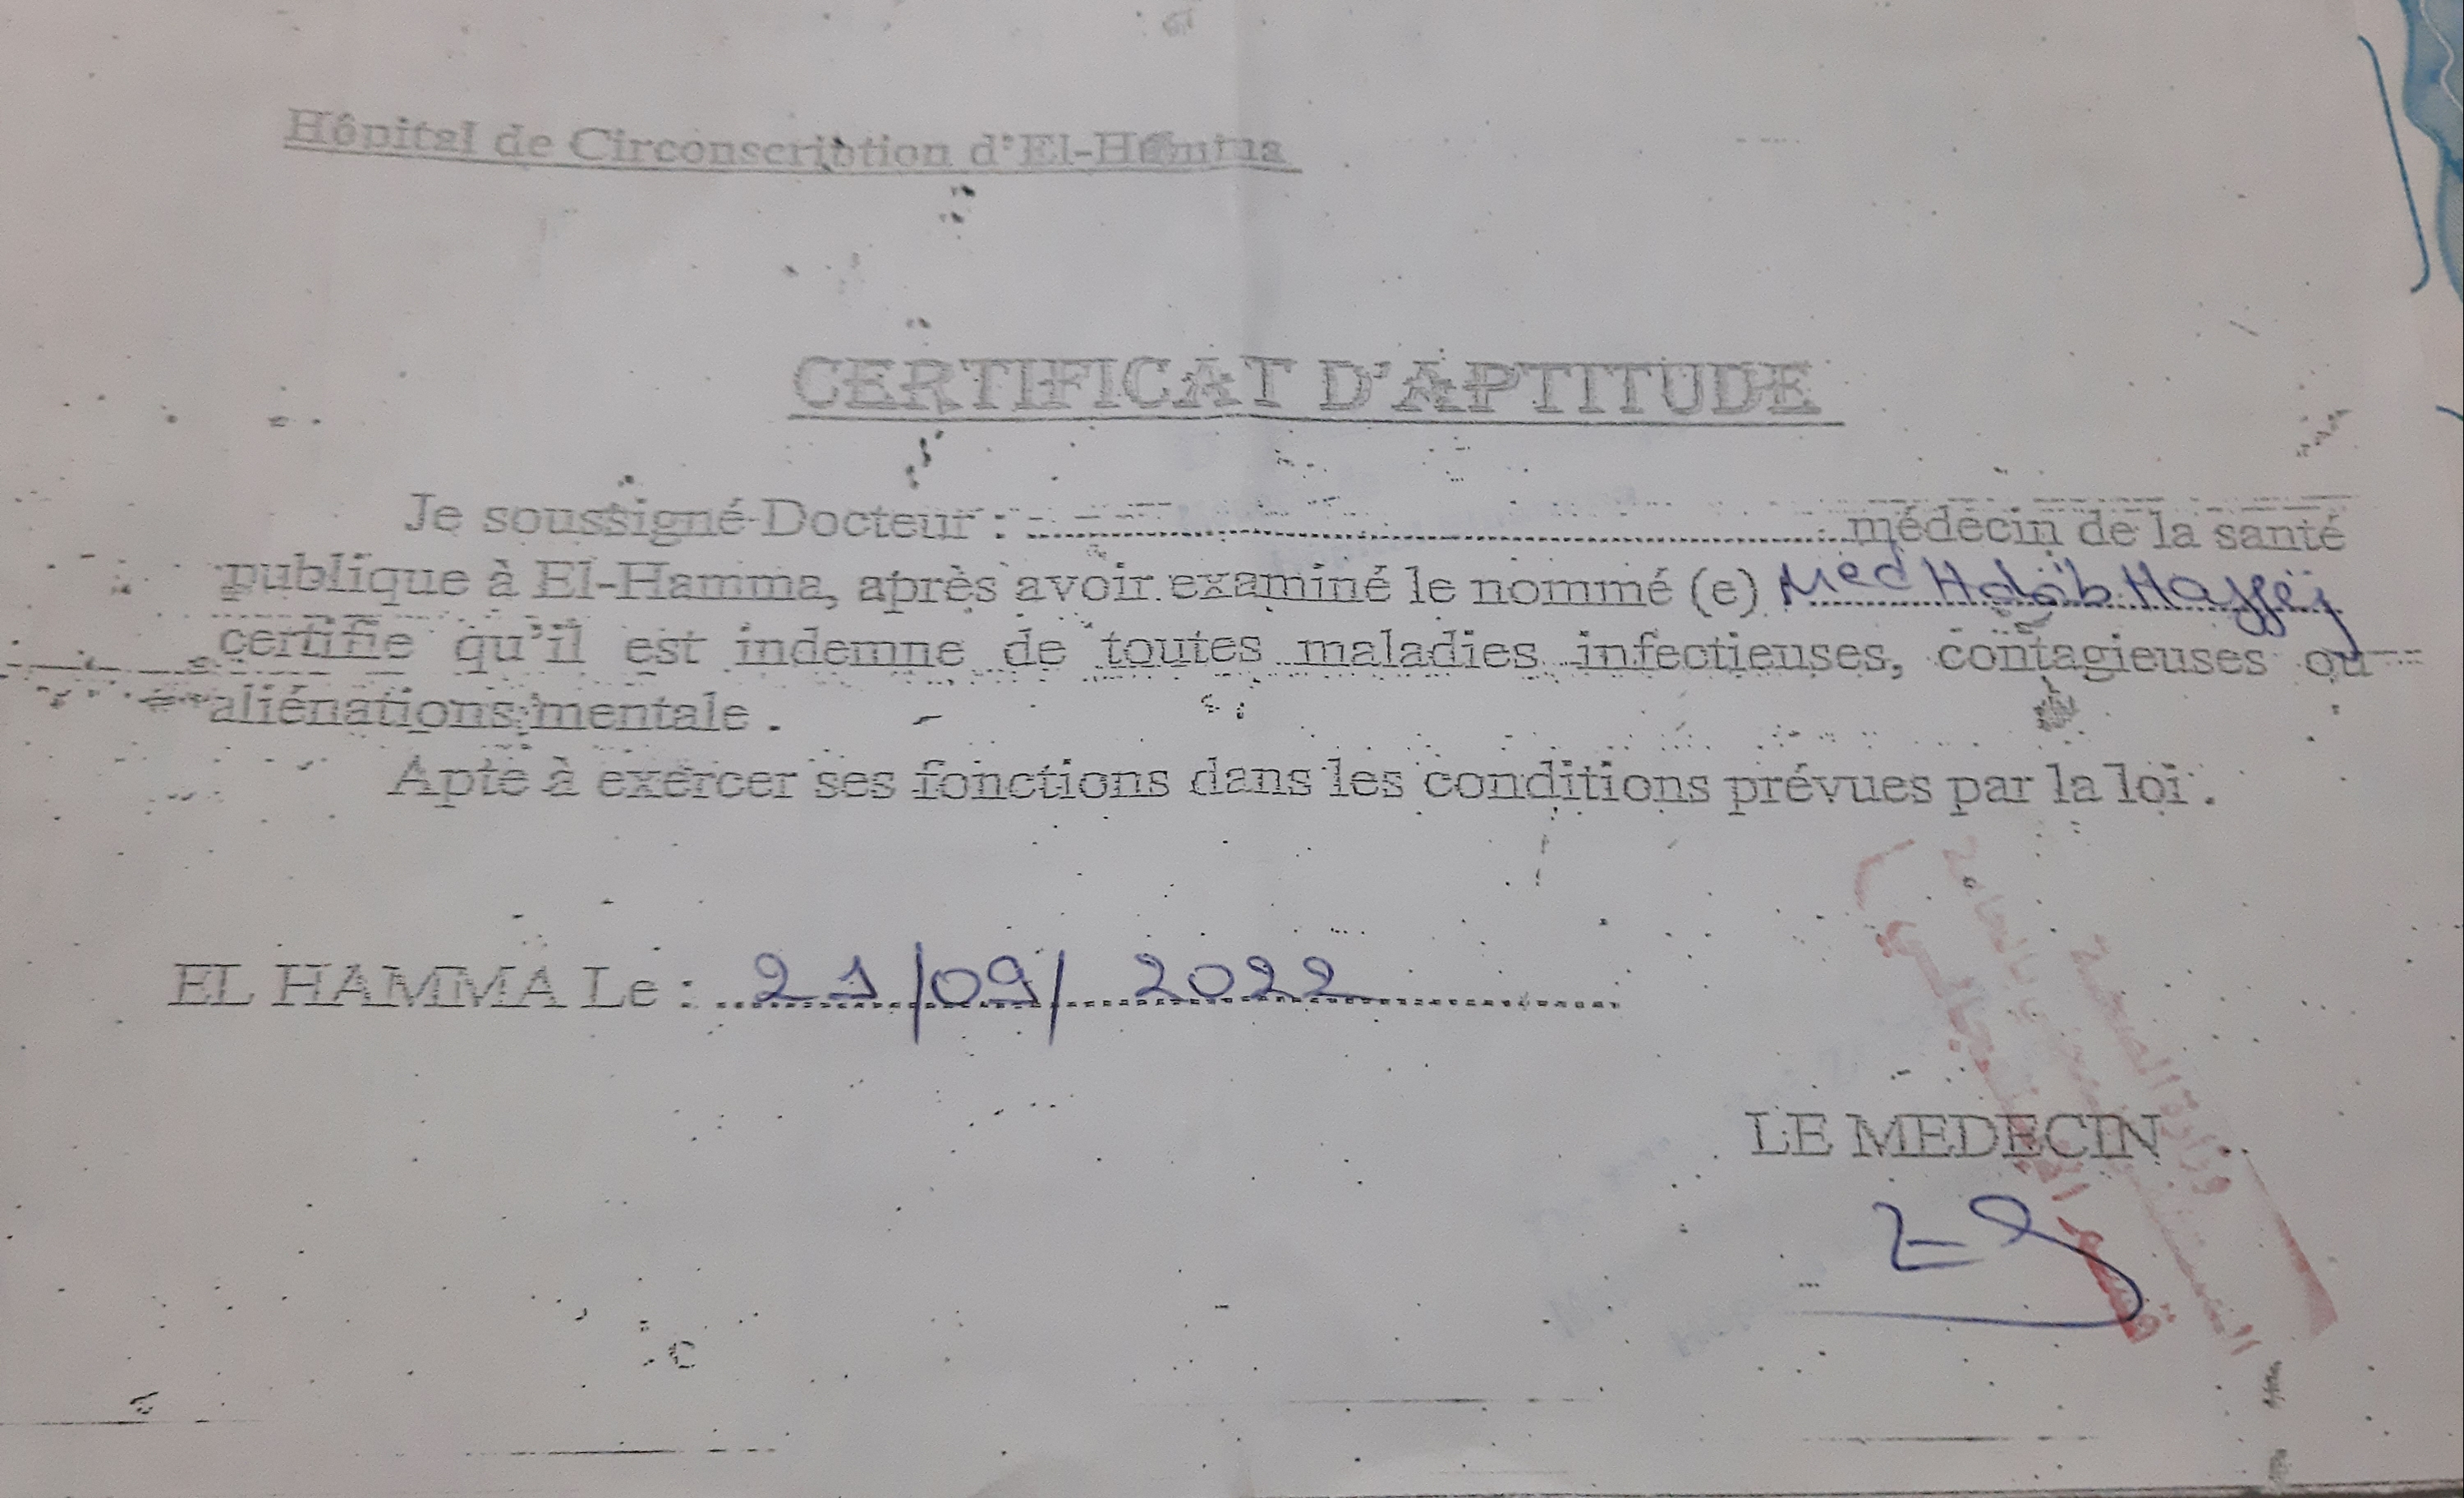 Hôpital de Circonscription d'El-Hamma
CERTIFICAT D'APTITUDE
Je soussigné Docteur : ........................ médecin de la santé
publique à El-Hamma, après avoir examiné le nommé (e) Med
certifie qu'il est indemne de toutes maladies infectieuses, contagieuses ou
aliénations mentale .
Apte à exercer ses fonctions dans les conditions prévues par la loi .
EL HAMMA Le : 21/09/2022
LE MEDECIN